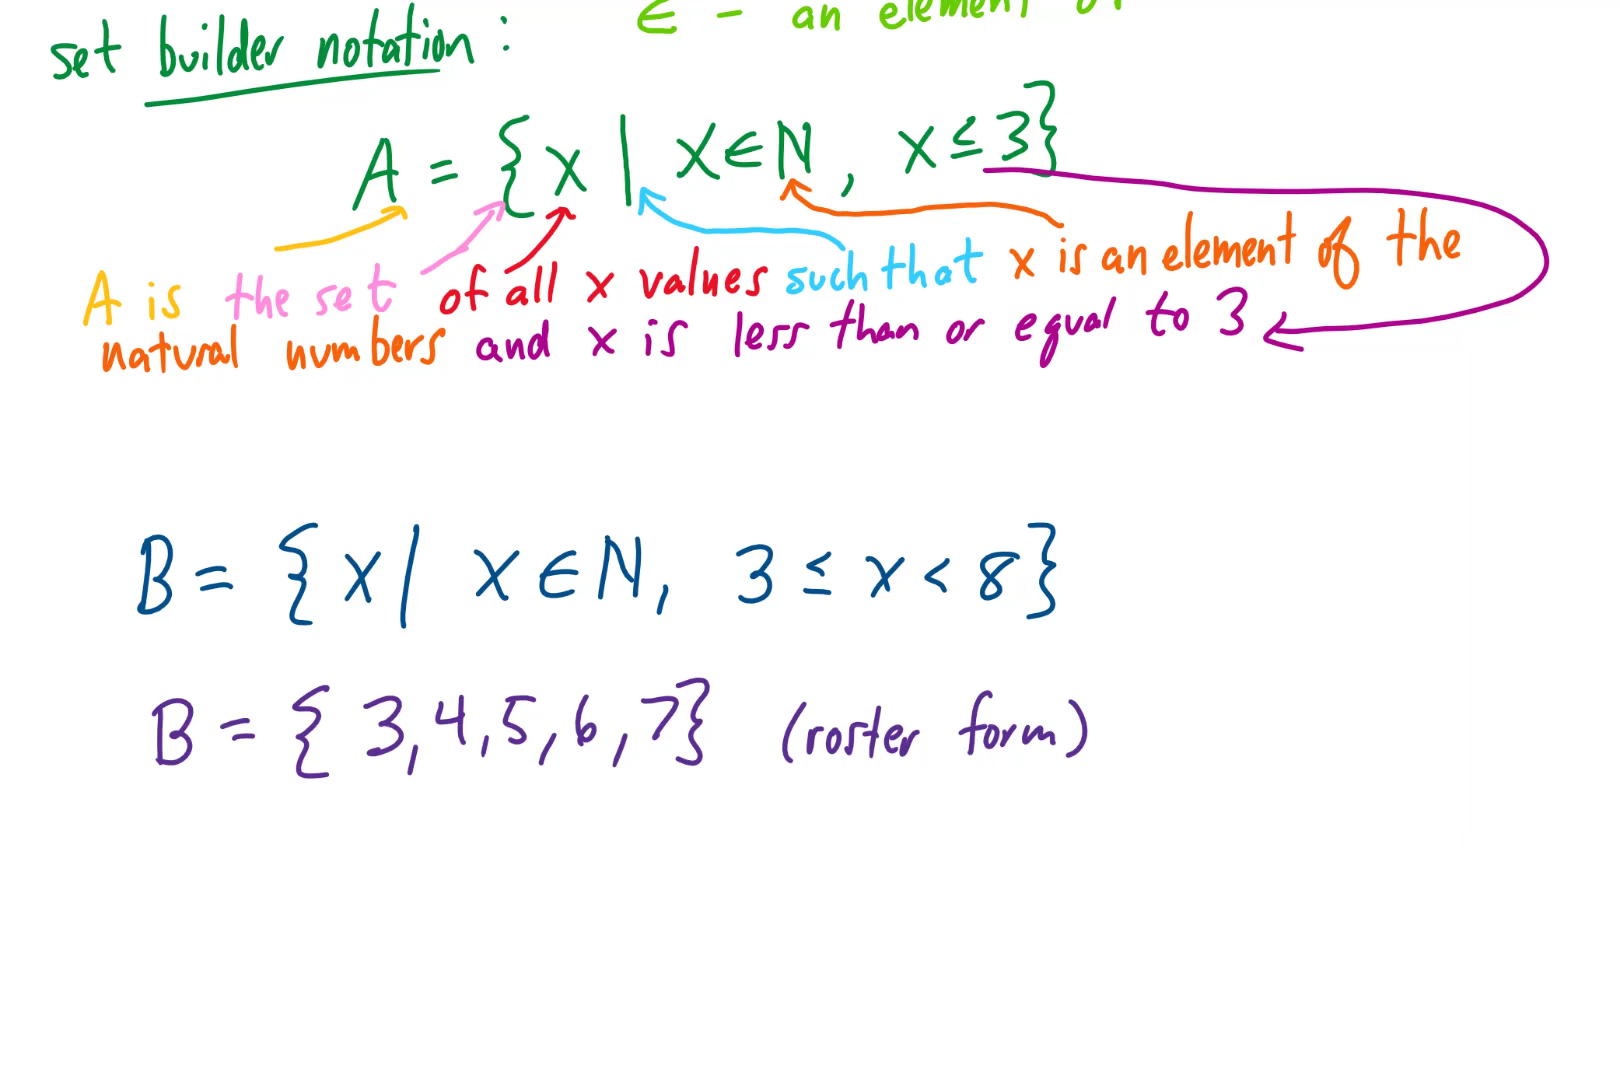 ∈ - an element
set builder notation:
A = {x | x∈N, x≤3}
A is the set of all x values such that x is an element of the
natural numbers and x is less than or equal to 3
B = {x| x∈N, 3≤x<8}
B = {3,4,5,6,7} (roster form)